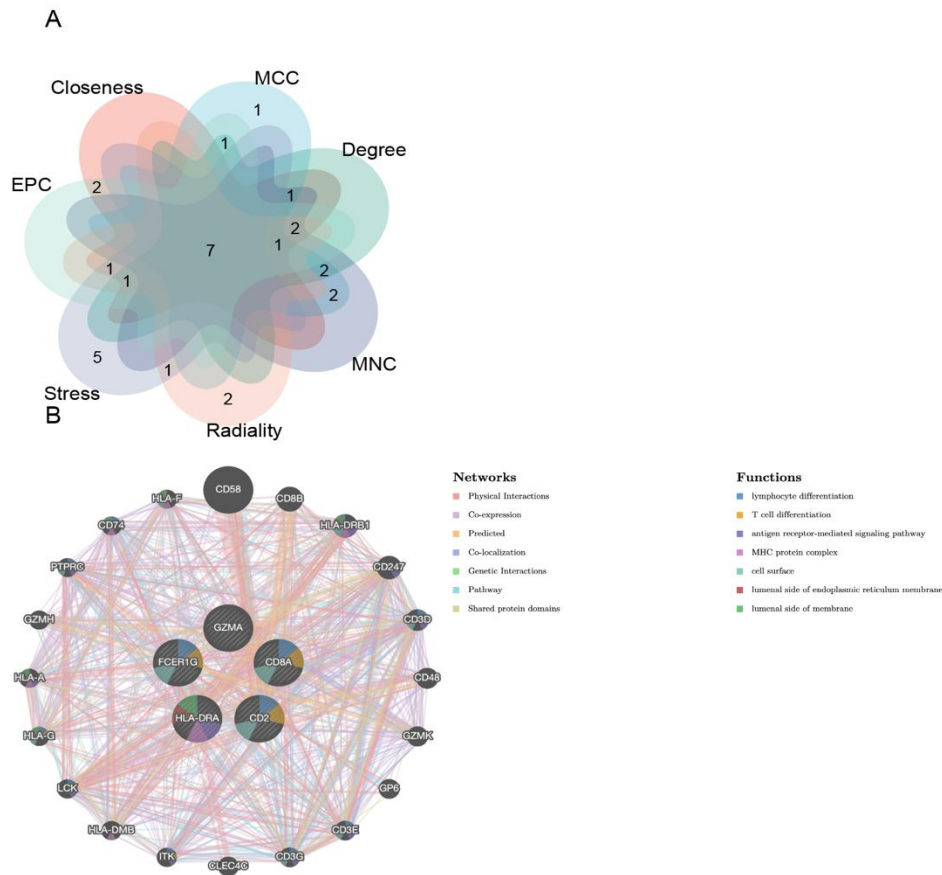 A
Closeness
MCC
1
1
Degree
EPC
2
1
2
7
1
1
2
1
2
MNC
5
1
2
Stress
Radiality
B
Networks
Physical Interactions
Co-expression
Predicted
Co-localization
Genetic Interactions
Pathway
Shared protein domains
Functions
lymphocyte differentiation
T cell differentiation
antigen receptor-mediated signaling pathway
MHC protein complex
cell surface
lumenal side of endoplasmic reticulum membrane
lumenal side of membrane
CD58
HLA-F
CD8B
CD74
HLA-DRB1
PTPRC
CD247
GZMH
GZMA
CD3D
FCER1G
CD8A
HLA-A
CD48
HLA-DRA
CD2
HLA-G
GZMK
LCK
GP6
HLA-DMB
CD3E
ITK
CD3G
CLEC4C